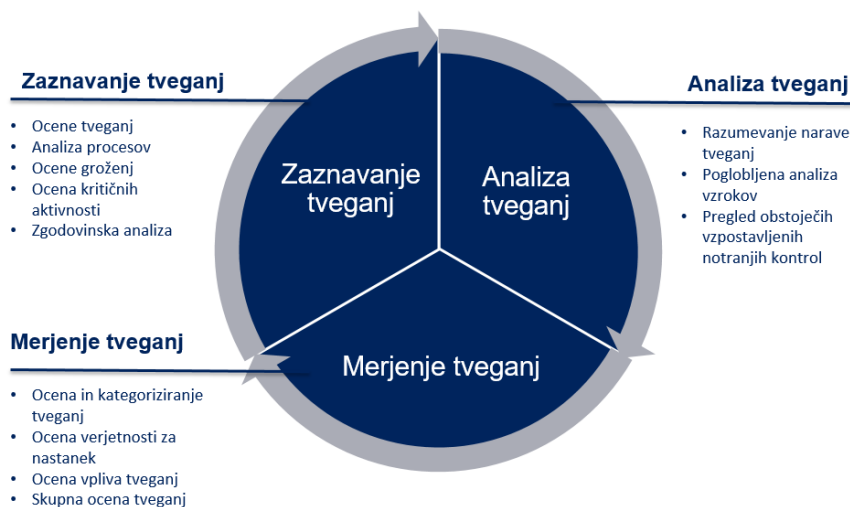 Zaznavanje tveganj
• Ocene tveganj
• Analiza procesov
• Ocene groženj
• Ocena kritičnih
aktivnosti
• Zgodovinska analiza
Zaznavanje
tveganj
Analiza
tveganj
Analiza tveganj
• Razumevanje narave
tveganj
• Poglobljena analiza
vzrokov
• Pregled obstoječih
vzpostavljenih
notranjih kontrol
Merjenje tveganj
• Ocena in kategoriziranje
tveganj
• Ocena verjetnosti za
nastanek
• Ocena vpliva tveganj
• Skupna ocena tveganj
Merjenje tveganj